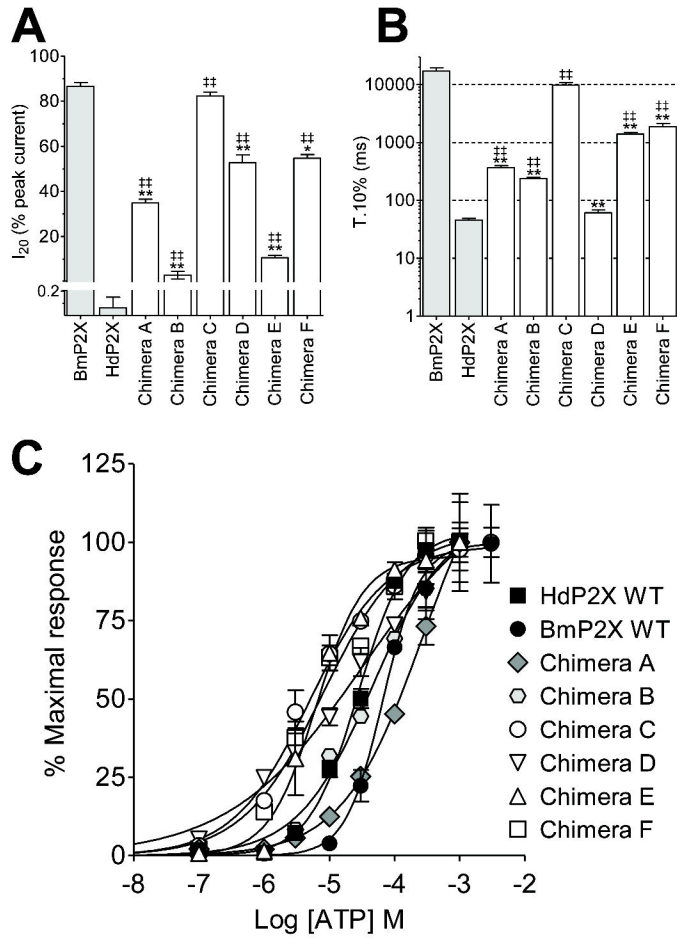 A
I20 (% peak current)
100
80
60
40
20
0.2
‡‡
**
‡‡
**
‡‡
‡‡
**
‡‡
**
‡‡
*
BmP2X
HdP2X
Chimera A
Chimera B
Chimera C
Chimera D
Chimera E
Chimera F
B
T.10% (ms)
10000
1000
100
10
1
‡‡
**
‡‡
**
‡‡
**
‡‡
**
‡‡
**
BmP2X
HdP2X
Chimera A
Chimera B
Chimera C
Chimera D
Chimera E
Chimera F
C
% Maximal response
125
100
75
50
25
0
-8 -7 -6 -5 -4 -3 -2
Log [ATP] M
HdP2X WT
BmP2X WT
Chimera A
Chimera B
Chimera C
Chimera D
Chimera E
Chimera F